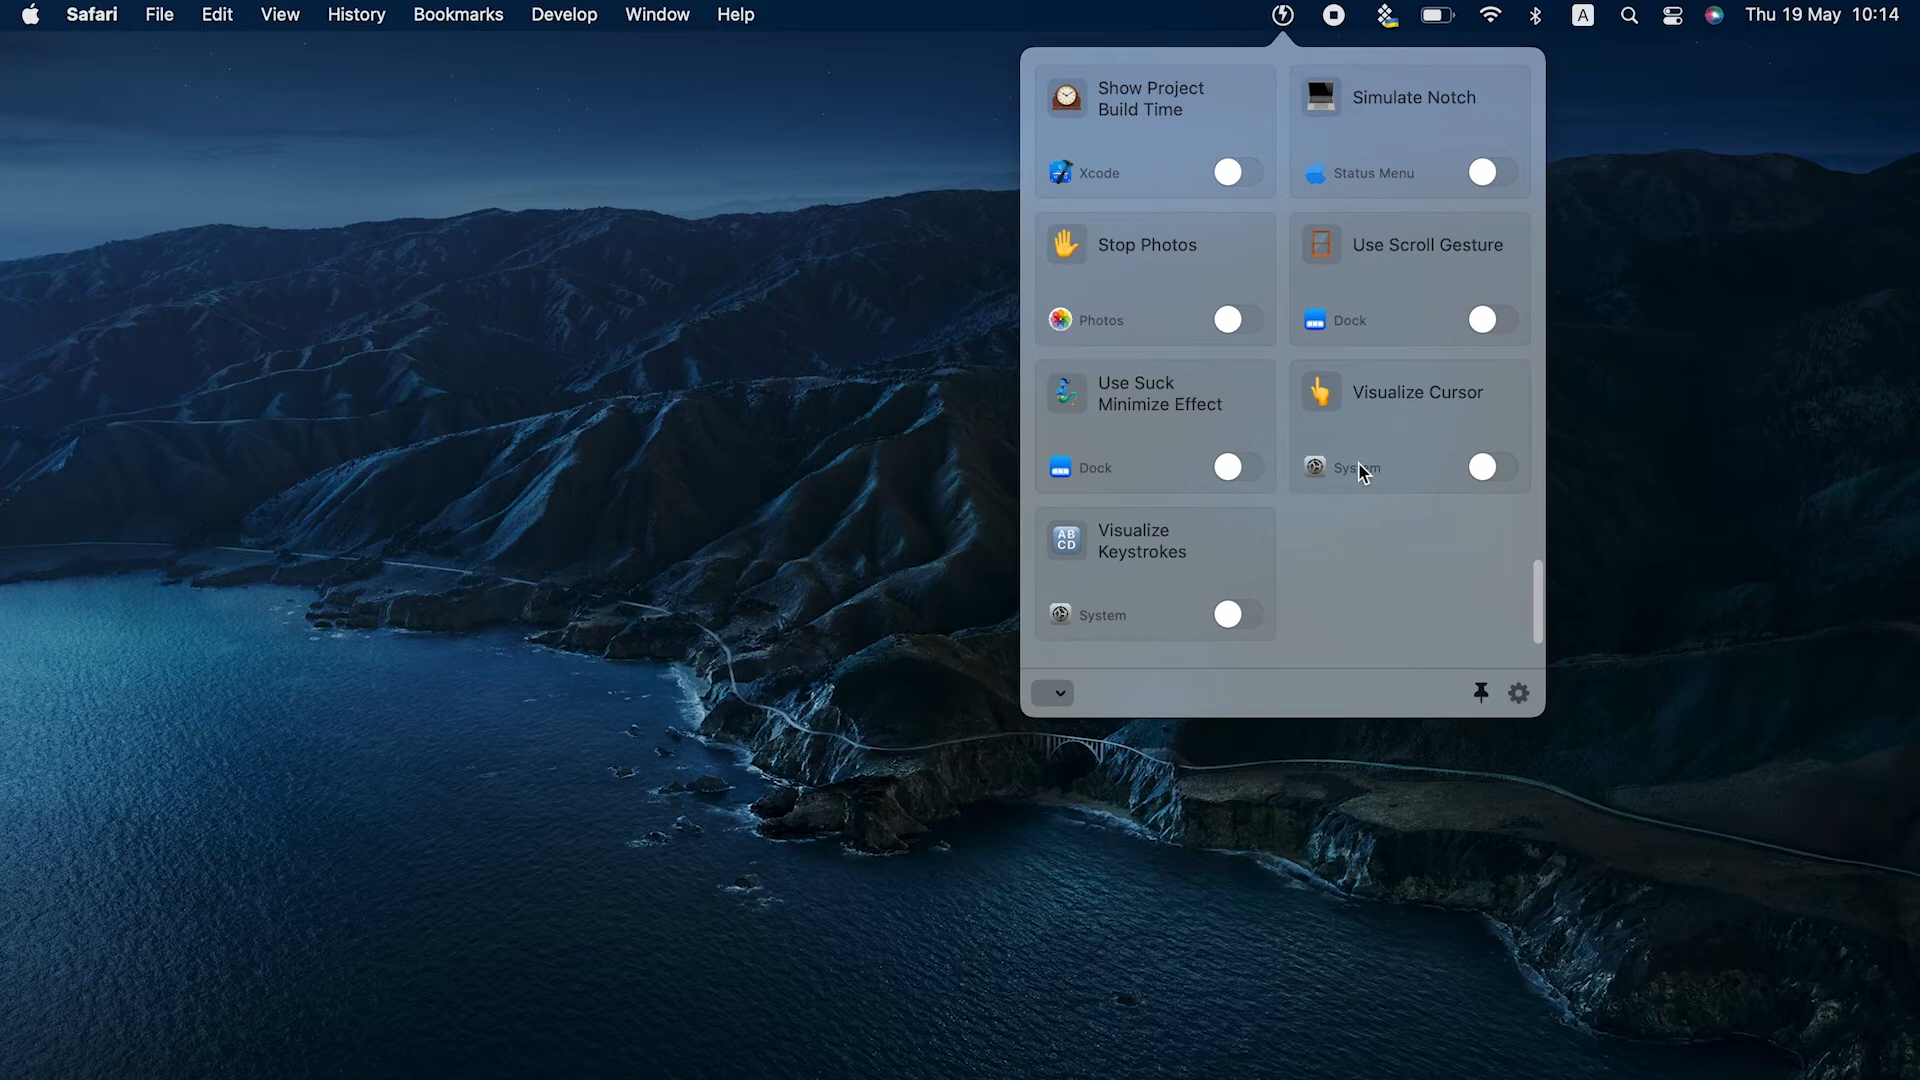 Safari File Edit View History Bookmarks Develop Window Help A Thu 19 May 10:14
Show Project
Build Time
Xcode
Simulate Notch
Status Menu
Stop Photos
Photos
Use Scroll Gesture
Dock
Use Suck
Minimize Effect
Dock
Visualize Cursor
System
AB
CD
Visualize
Keystrokes
System